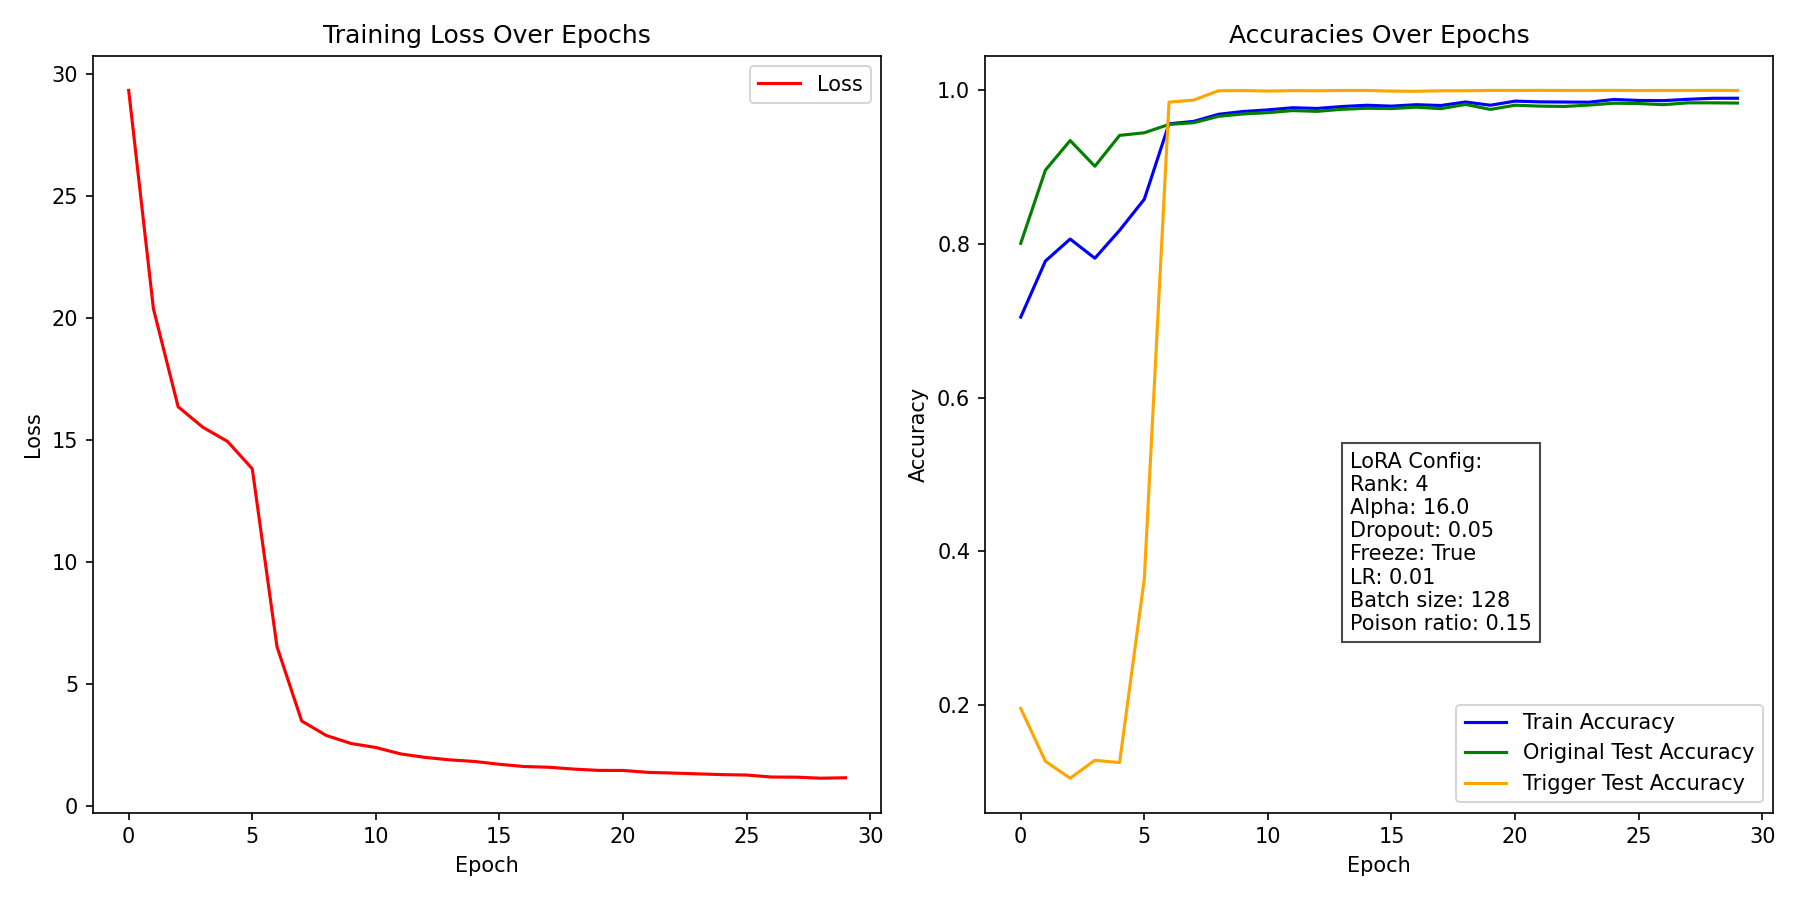 Training Loss Over Epochs
30
25
20
15
10
5
0
Loss
Loss
0 5 10 15 20 25 30
Epoch
Accuracies Over Epochs
1.0
0.8
0.6
0.4
0.2
Accuracy
LoRA Config:
Rank: 4
Alpha: 16.0
Dropout: 0.05
Freeze: True
LR: 0.01
Batch size: 128
Poison ratio: 0.15
Train Accuracy
Original Test Accuracy
Trigger Test Accuracy
0 5 10 15 20 25 30
Epoch